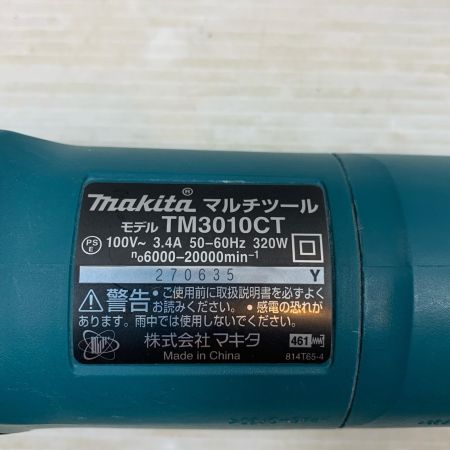 makita® マルチツール
モデル TM3010CT
PS E 100V~ 3.4A 50-60Hz 320W
n₀6000-20000min⁻¹
270635 Y
⚠警告 • ご使用前に取扱説明書を必ずよく
お読みください。 • 感電の恐れが
あります。雨中では使用しないでください。
株式会社 マキタ 461
Made in China 814T65-4